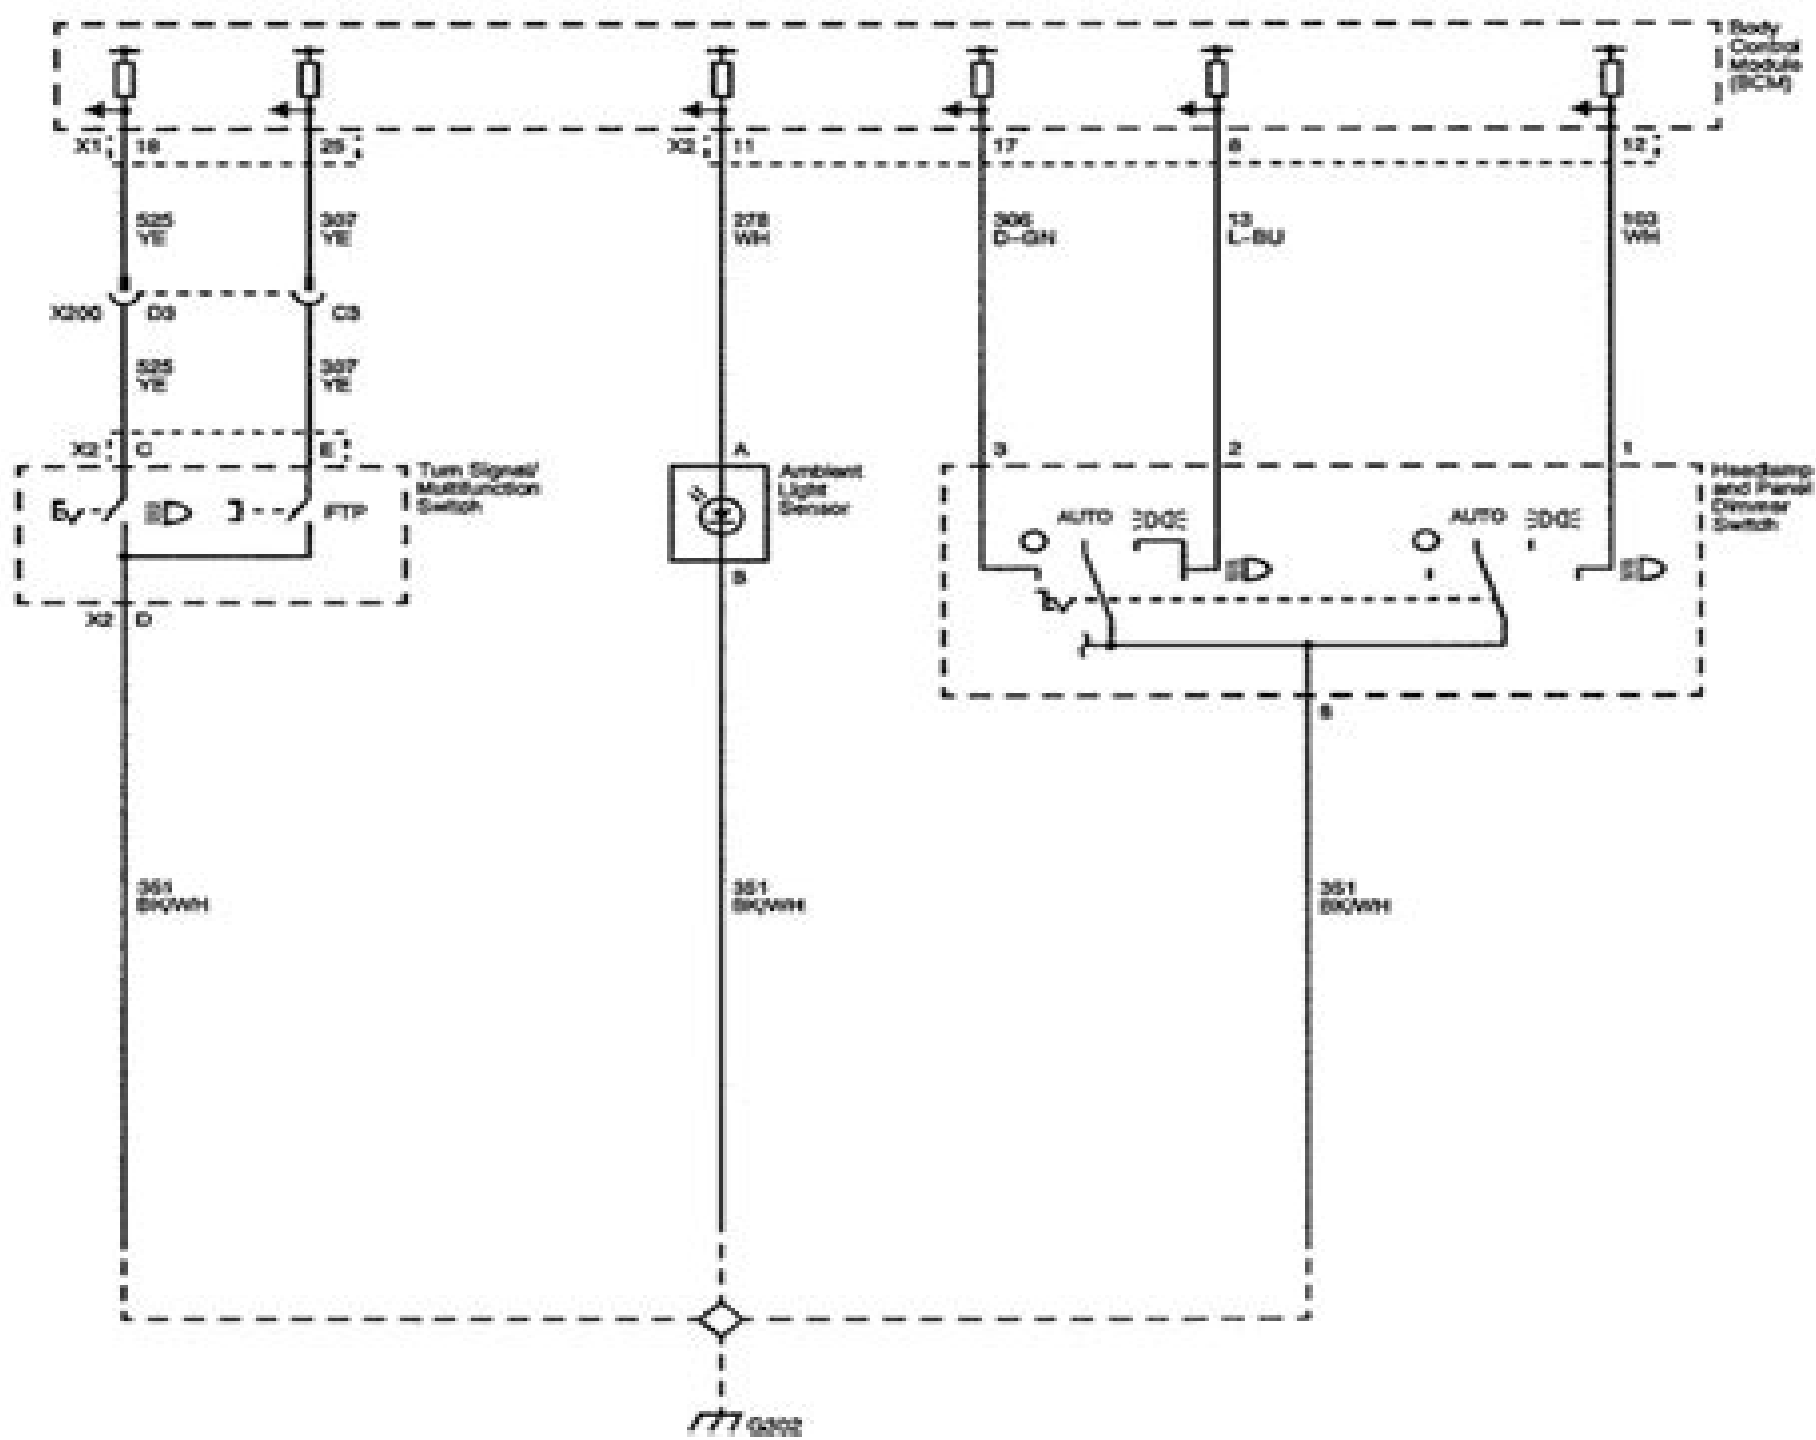 Body
Control
Module
(BCM)
X1 18 25 X2 11 17 8 12
525
YE
307
YE
278
WH
306
D-GN
13
L-BU
103
WH
X200 D3 C3
525
YE
307
YE
X2 C E A 3 2 1
Turn Signal/
Multifunction
Switch
FTP
Ambient
Light
Sensor
Headlamp
and Panel
Dimmer
Switch
AUTO AUTO
B
X2 D
351
BK/WH
351
BK/WH
351
BK/WH